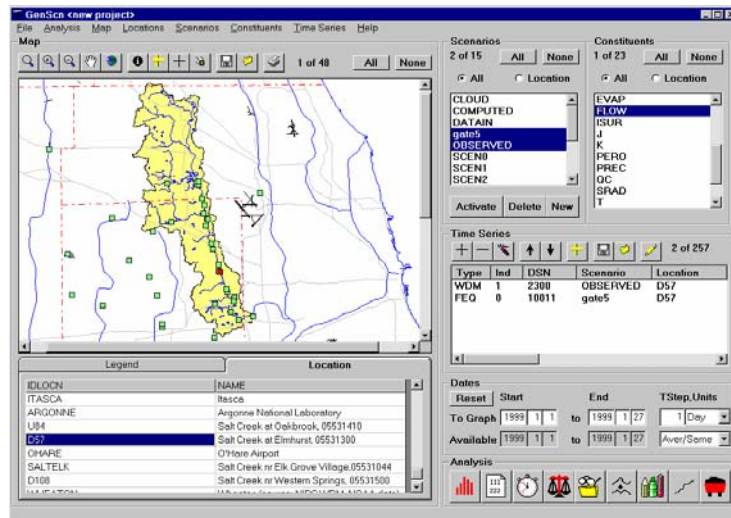 GenScn <new project>
File Analysis Map Locations Scenarios Constituents Time Series Help
Map
1 of 48 All None
Legend Location
IDLOCN NAME
ITASCA Itasca
ARGONNE Argonne National Laboratory
U84 Salt Creek at Oakbrook, 05531410
D57 Salt Creek at Elmhurst, 05531300
OHARE O'Hare Airport
SALTELK Salt Creek nr Elk Grove Village,05531044
D108 Salt Creek nr Western Springs, 05531500
WHEATON
Scenarios
2 of 15 All None
All Location
CLOUD
COMPUTED
DATAIN
gate5
OBSERVED
SCEN0
SCEN1
SCEN2
Activate Delete New
Constituents
1 of 23 All None
All Location
EVAP
FLOW
ISUR
J
K
PERO
PREC
QC
SRAD
T
Time Series
2 of 257
Type Ind DSN Scenario Location
WDM 1 2300 OBSERVED D57
FEQ 0 10011 gate5 D57
Dates
Reset Start End TStep,Units
To Graph 1999 1 1 to 1999 1 27 1 Day
Available 1999 1 1 to 1999 1 27 Aver/Same
Analysis